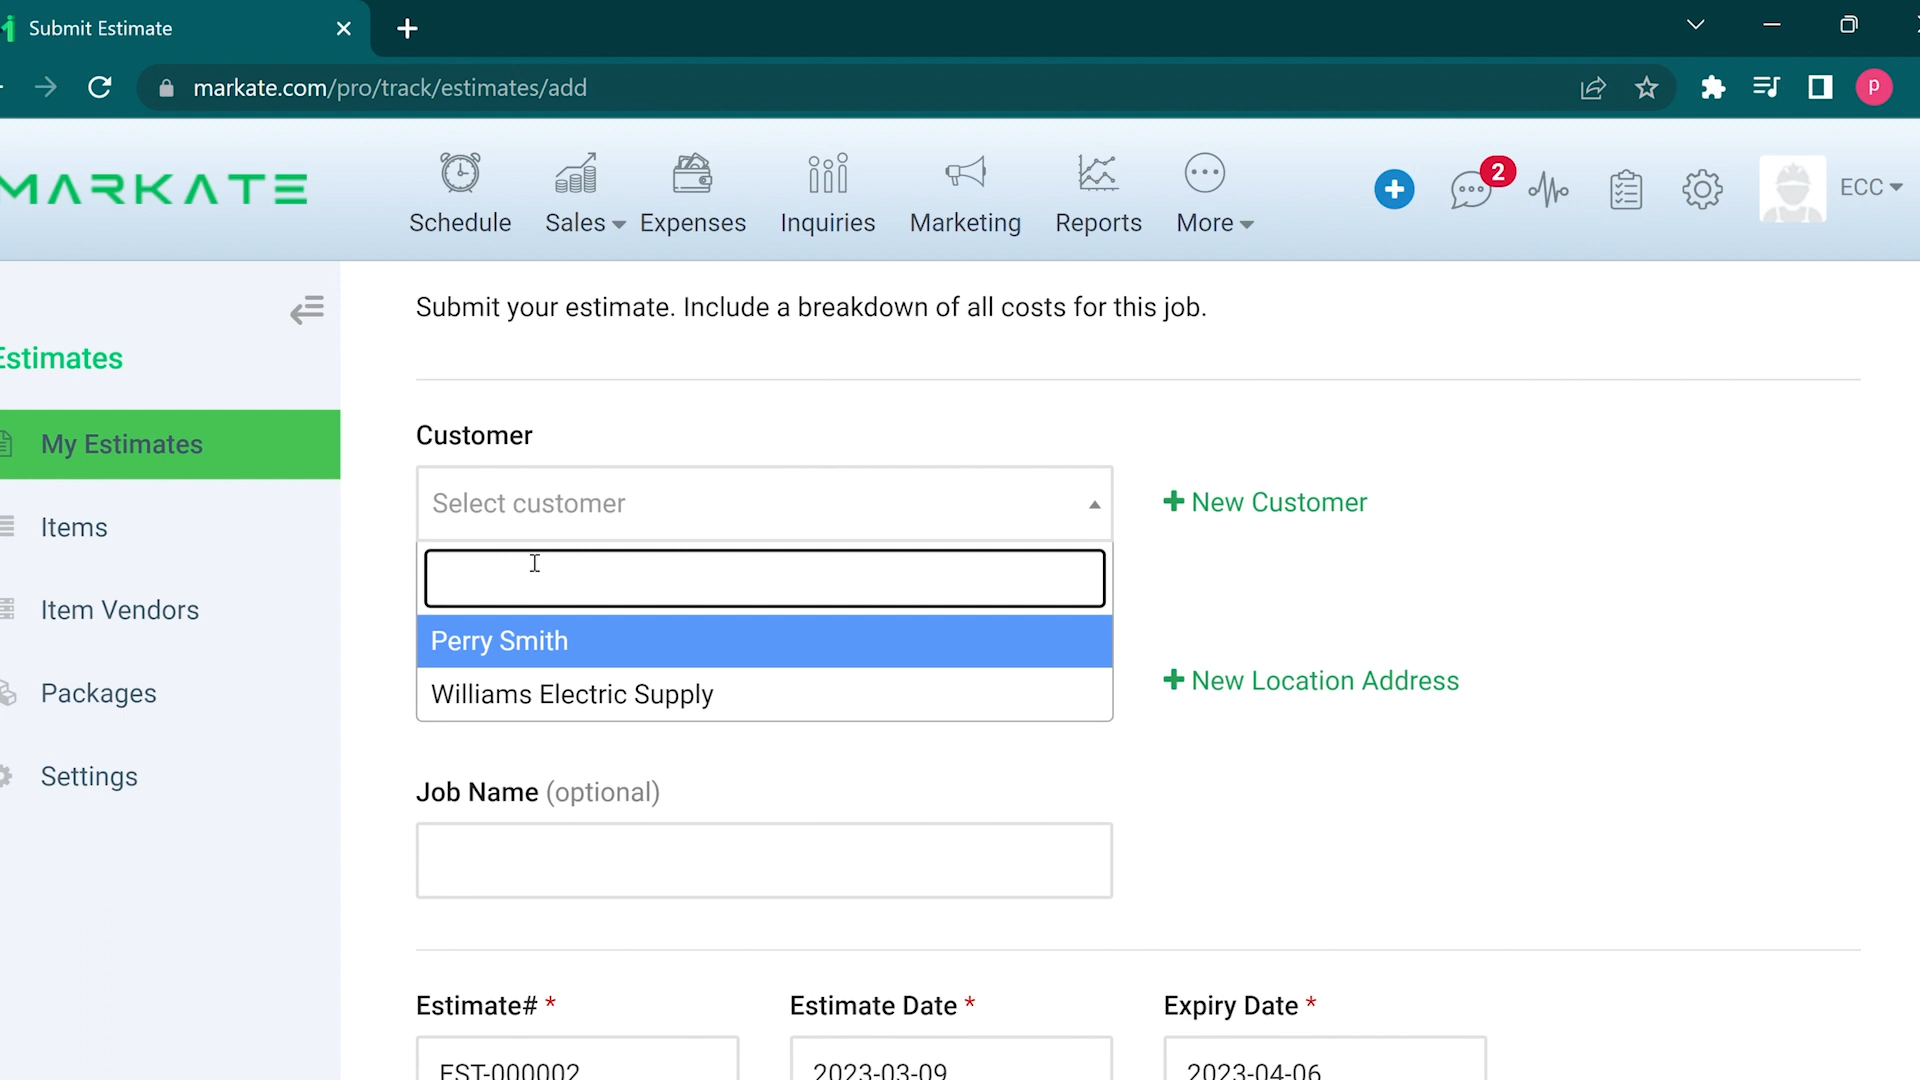 Submit Estimate
markate.com/pro/track/estimates/add
P
MARKATE
Schedule
Sales
Expenses
Inquiries
Marketing
Reports
More
2
ECC
Estimates
My Estimates
Items
Item Vendors
Packages
Settings
Submit your estimate. Include a breakdown of all costs for this job.
Customer
Select customer
New Customer
Perry Smith
Williams Electric Supply
New Location Address
Job Name (optional)
Estimate# *
Estimate Date *
Expiry Date *
EST-000002
2023-03-09
2023-04-06